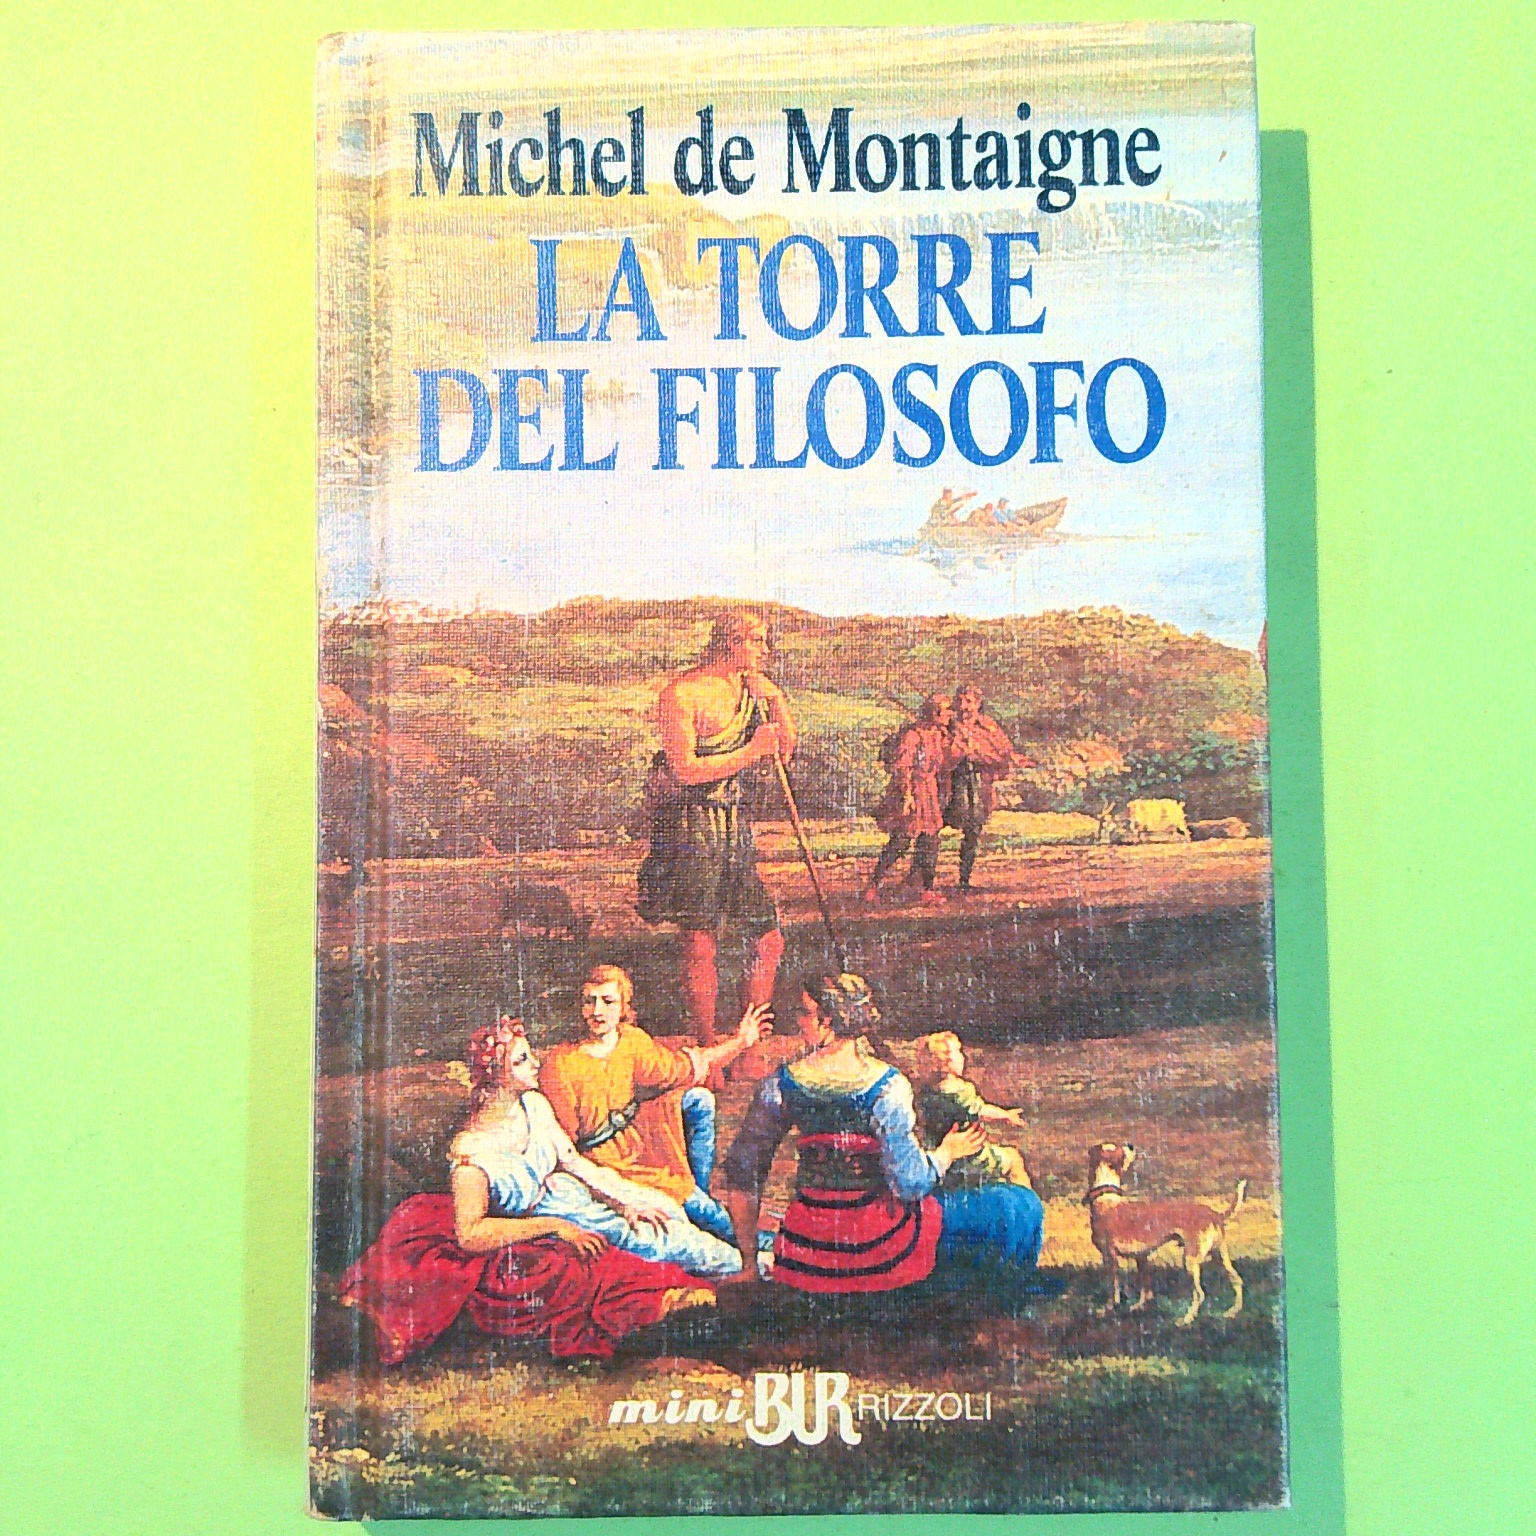 Michel de Montaigne
LA TORRE
DEL FILOSOFO
mini BUR RIZZOLI